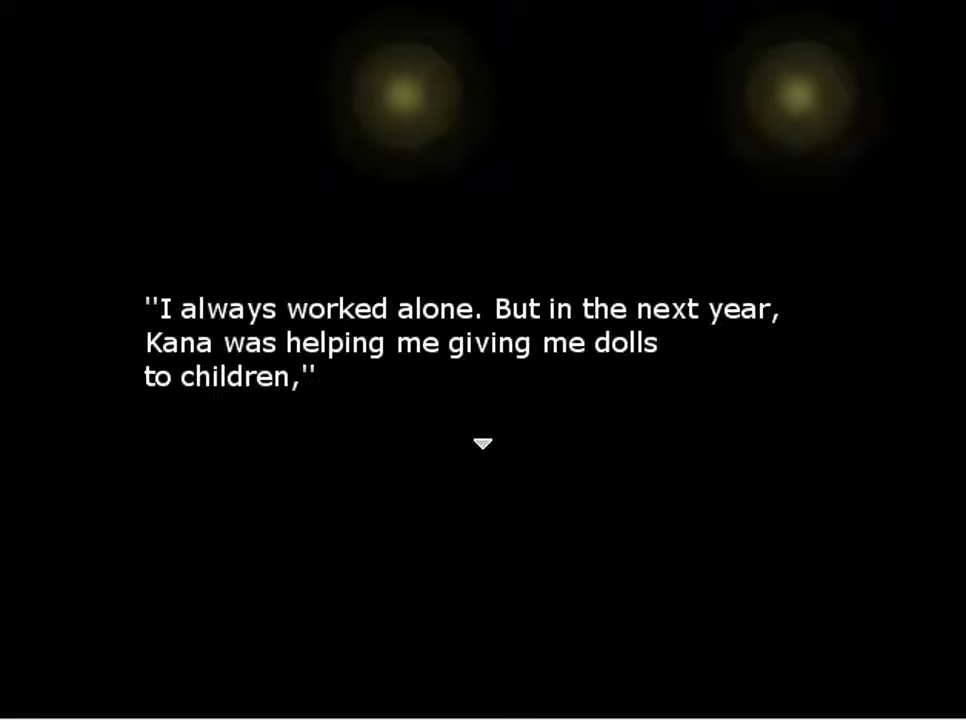 "I always worked alone. But in the next year,
Kana was helping me giving me dolls
to children,"